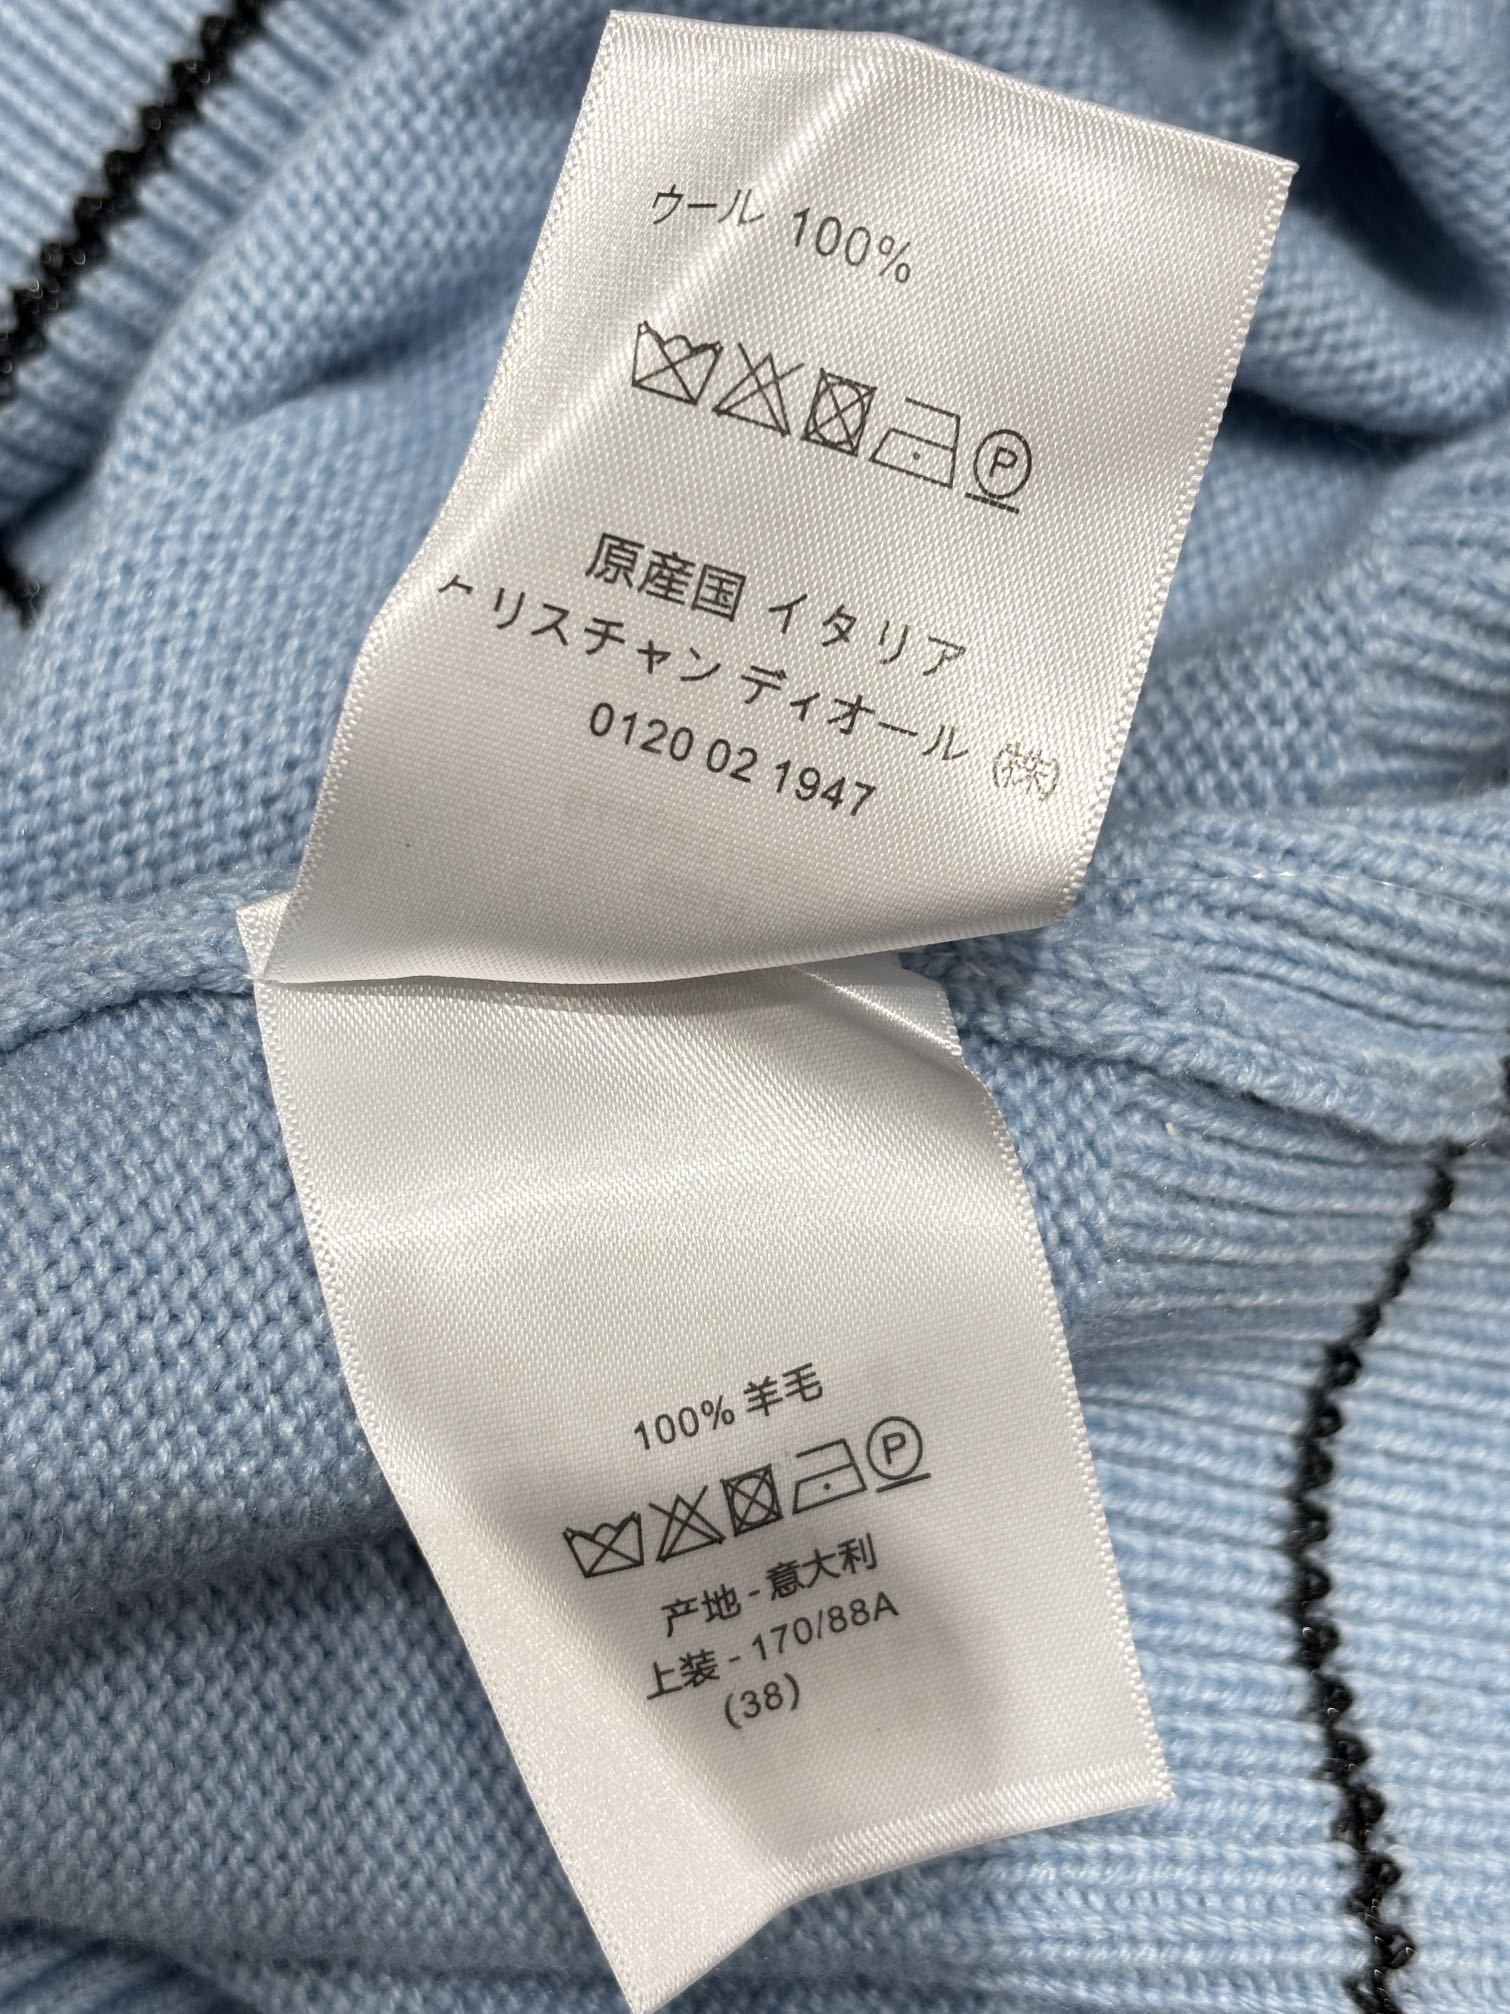 ウール 100%
原産国 イタリア
クリスチャン ディオール (株)
0120 02 1947
100% 羊毛
产地 - 意大利
上装 - 170/88A
(38)